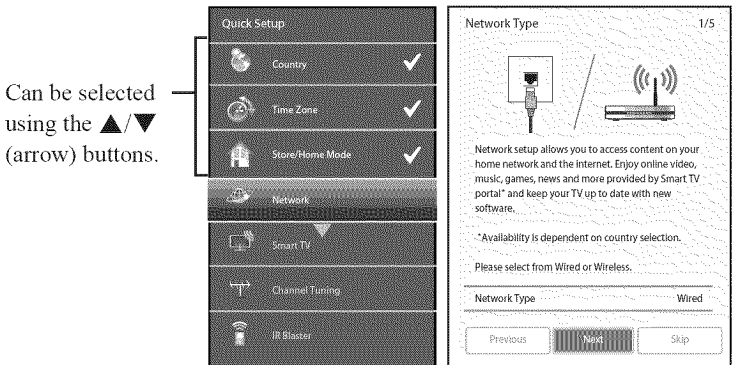 Can be selected
using the ▲/▼
(arrow) buttons.
Quick Setup
Country
Time Zone
Store/Home Mode
Network
Smart TV
Channel Tuning
IR Blaster
Network Type 1/5
Network setup allows you to access content on your
home network and the internet. Enjoy online video,
music, games, news and more provided by Smart TV
portal* and keep your TV up to date with new
software.
*Availability is dependent on country selection.
Please select from Wired or Wireless.
Network Type Wired
Previous Next Skip